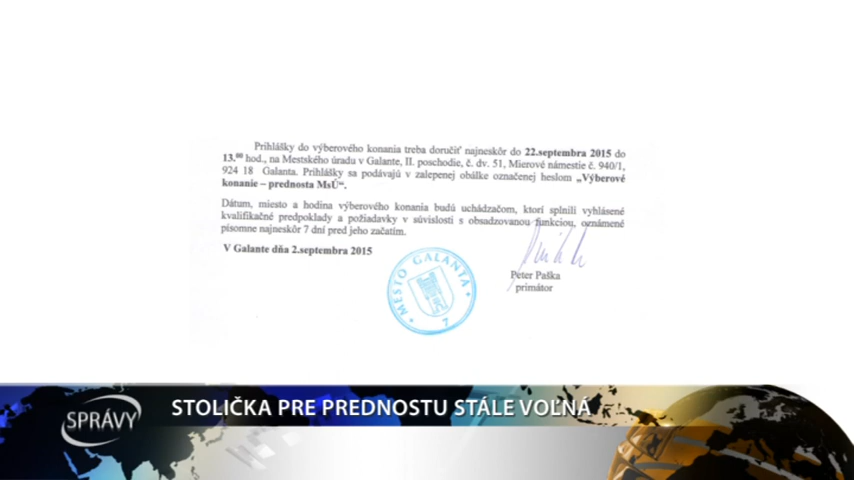 Prihlášky do výberového konania treba doručiť najneskôr do 22.septembra 2015 do
13.⁰⁰ hod., na Mestského úradu v Galante, II. poschodie, č. dv. 51, Mierové námestie č. 940/1,
924 18 Galanta. Prihlášky sa podávajú v zalepenej obálke označenej heslom „Výberové
konanie – prednosta MsÚ“.
Dátum, miesto a hodina výberového konania budú uchádzačom, ktorí splnili vyhlásené
kvalifikačné predpoklady a požiadavky v súvislosti s obsadzovanou funkciou, oznámené
písomne najneskôr 7 dní pred jeho začatím.
V Galante dňa 2.septembra 2015
MESTO GALANTA
7
Peter Paška
primátor
SPRÁVY
STOLIČKA PRE PREDNOSTU STÁLE VOĽNÁ